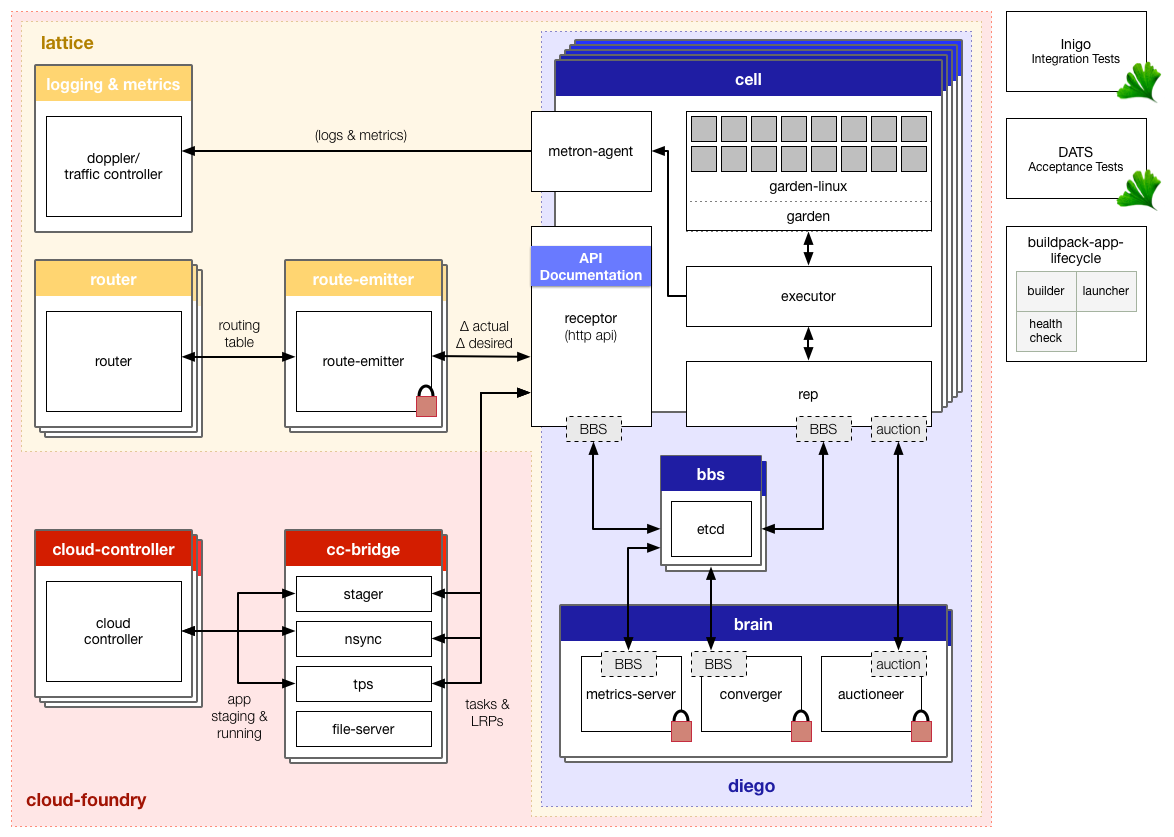 lattice
logging & metrics
doppler/
traffic controller
(logs & metrics)
router
router
routing
table
route-emitter
route-emitter
Δ actual
Δ desired
cell
metron-agent
garden-linux
garden
API
Documentation
receptor
(http api)
executor
rep
BBS
BBS
auction
bbs
etcd
cloud-controller
cloud
controller
app
staging &
running
cc-bridge
stager
nsync
tps
file-server
tasks &
LRPs
brain
BBS
metrics-server
BBS
converger
auction
auctioneer
diego
cloud-foundry
Inigo
Integration Tests
DATS
Acceptance Tests
buildpack-app-
lifecycle
builder
launcher
health
check